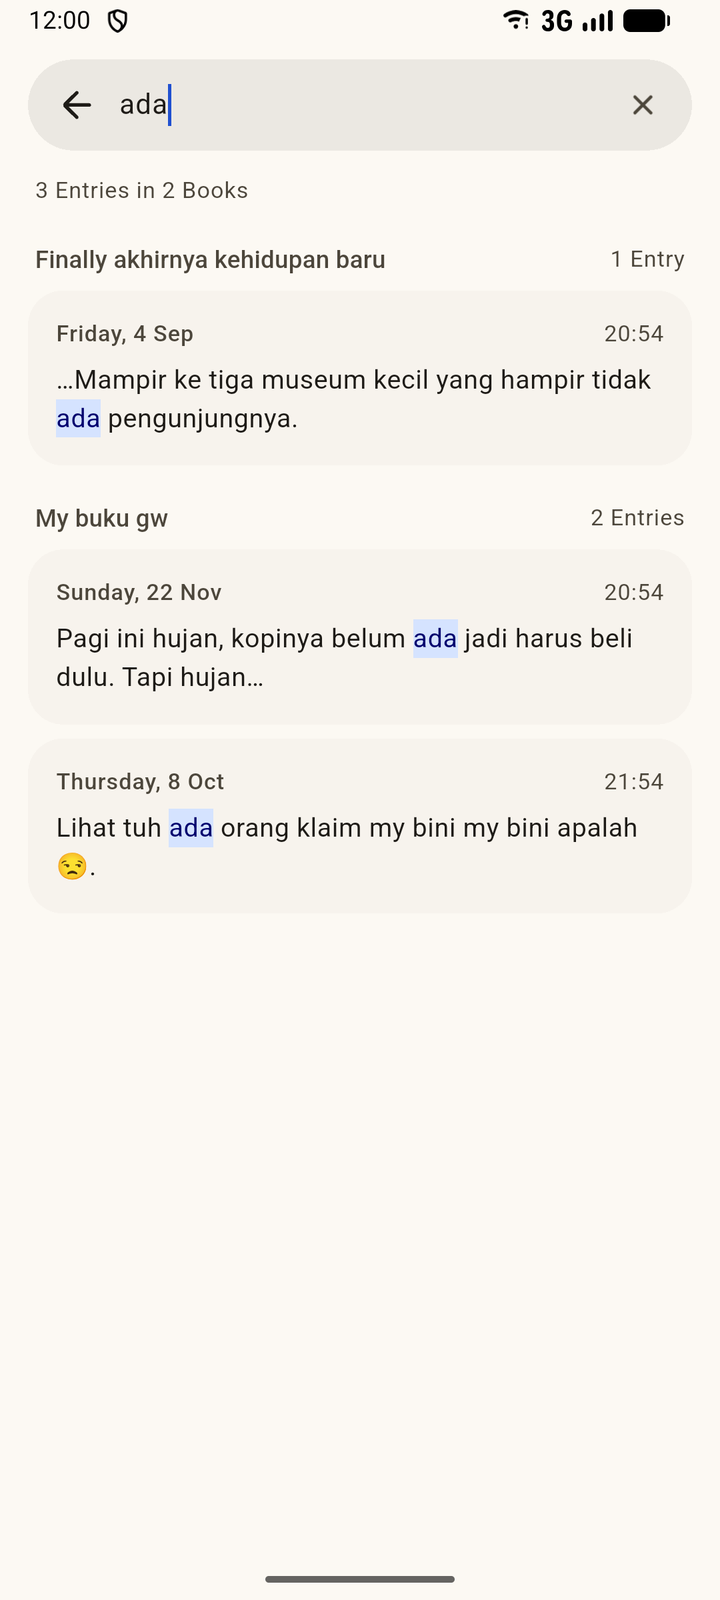 12:00
3G
ada
3 Entries in 2 Books
Finally akhirnya kehidupan baru 1 Entry
Friday, 4 Sep 20:54
…Mampir ke tiga museum kecil yang hampir tidak
ada pengunjungnya.
My buku gw 2 Entries
Sunday, 22 Nov 20:54
Pagi ini hujan, kopinya belum ada jadi harus beli
dulu. Tapi hujan…
Thursday, 8 Oct 21:54
Lihat tuh ada orang klaim my bini my bini apalah
😒.